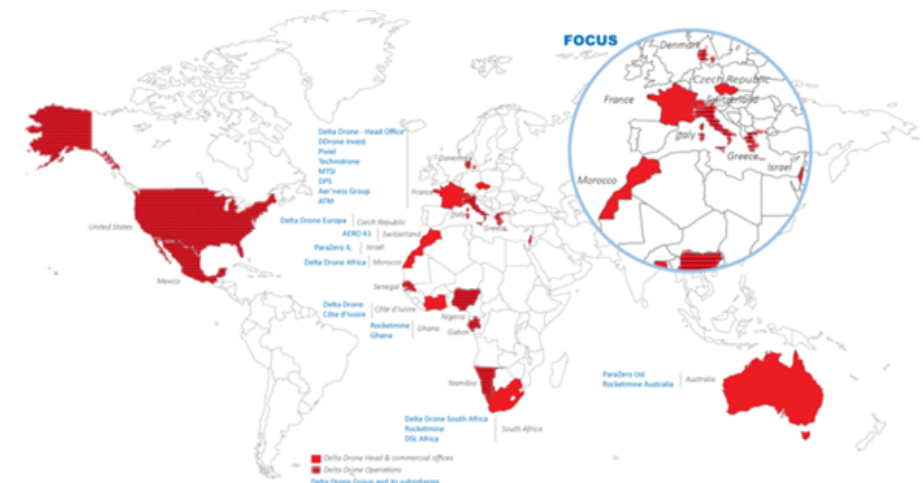 FOCUS
Denmark
Czech Republic
France
Switzerland
Italy
Greece
Israel
Morocco
Delta Drone - Head Office
DDrone Invest
Pixiel
Technidrone
MTSI
DPS
Aer'ness Group
ATM
Danemark
France
Italy
Greece
United States
Mexico
Delta Drone Europa
Czech Republic
AERO 41
Switzerland
ParaZero IL
Israel
Delta Drone Africa
Morocco
Senegal
Delta Drone
Côte d'Ivoire
Côte d'Ivoire
Nigeria
Rocketmine
Ghana
Ghana
Gabon
Namibia
ParaZero Ltd
Rocketmine Australia
Australia
Delta Drone South Africa
Rocketmine
DSL Africa
South Africa
Delta Drone Head & commercial offices
Delta Drone Operations
Delta Drone Group and its subsidiaries